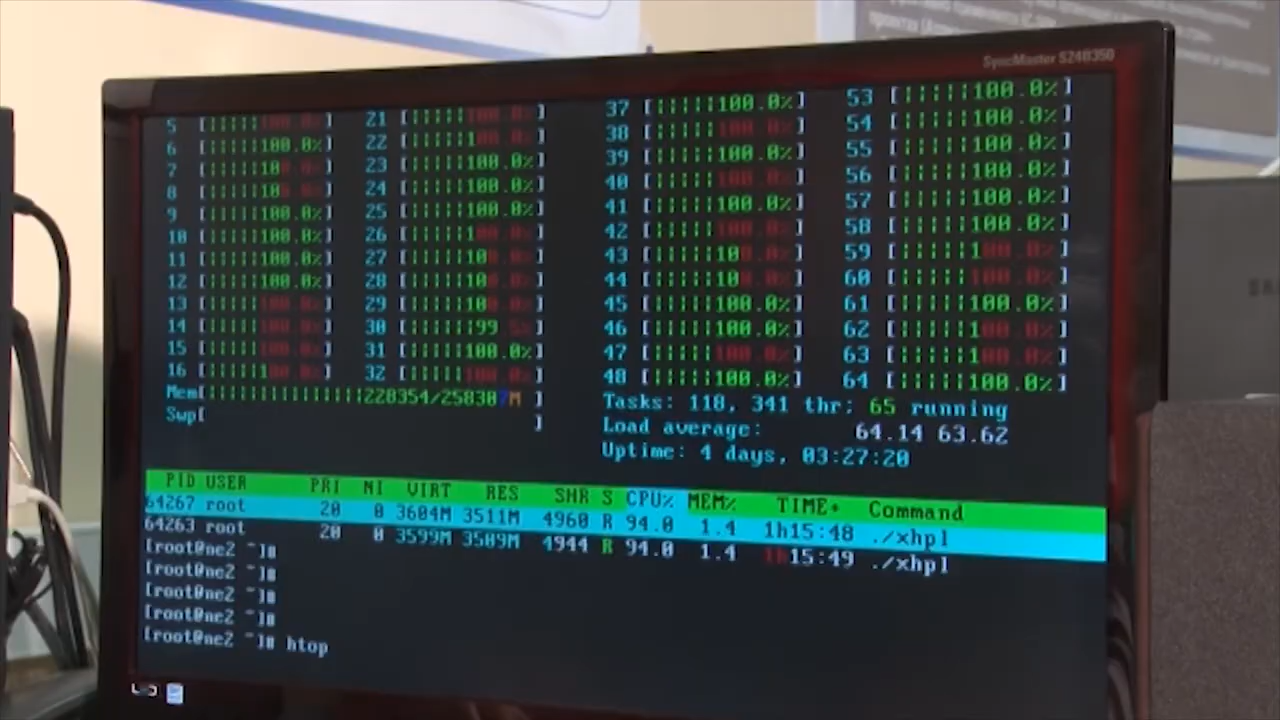 SyncMaster S24B350
5 [|||||100.0%] 21 [|||||100.0%] 37 [|||||100.0%] 53 [|||||100.0%]
6 [|||||100.0%] 22 [|||||100.0%] 38 [|||||100.0%] 54 [|||||100.0%]
7 [|||||100.0%] 23 [|||||100.0%] 39 [|||||100.0%] 55 [|||||100.0%]
8 [|||||100.0%] 24 [|||||100.0%] 40 [|||||100.0%] 56 [|||||100.0%]
9 [|||||100.0%] 25 [|||||100.0%] 41 [|||||100.0%] 57 [|||||100.0%]
10 [|||||100.0%] 26 [|||||100.0%] 42 [|||||100.0%] 58 [|||||100.0%]
11 [|||||100.0%] 27 [|||||100.0%] 43 [|||||100.0%] 59 [|||||100.0%]
12 [|||||100.0%] 28 [|||||100.0%] 44 [|||||100.0%] 60 [|||||100.0%]
13 [|||||100.0%] 29 [|||||100.0%] 45 [|||||100.0%] 61 [|||||100.0%]
14 [|||||100.0%] 30 [|||||99.5%] 46 [|||||100.0%] 62 [|||||100.0%]
15 [|||||100.0%] 31 [|||||100.0%] 47 [|||||100.0%] 63 [|||||100.0%]
16 [|||||100.0%] 32 [|||||100.0%] 48 [|||||100.0%] 64 [|||||100.0%]
Mem[|||||||||||||||228354/258307M ] Tasks: 118, 341 thr; 65 running
Swp[ ] Load average: 64.14 63.62
Uptime: 4 days, 03:27:20
PID USER PRI NI VIRT RES SHR S CPU% MEM% TIME+ Command
64267 root 20 0 3604M 3511M 4960 R 94.0 1.4 1h15:48 ./xhpl
64263 root 20 0 3599M 3509M 4944 R 94.0 1.4 1h15:49 ./xhpl
[root@ne2 ~]#
[root@ne2 ~]#
[root@ne2 ~]#
[root@ne2 ~]#
[root@ne2 ~]# htop